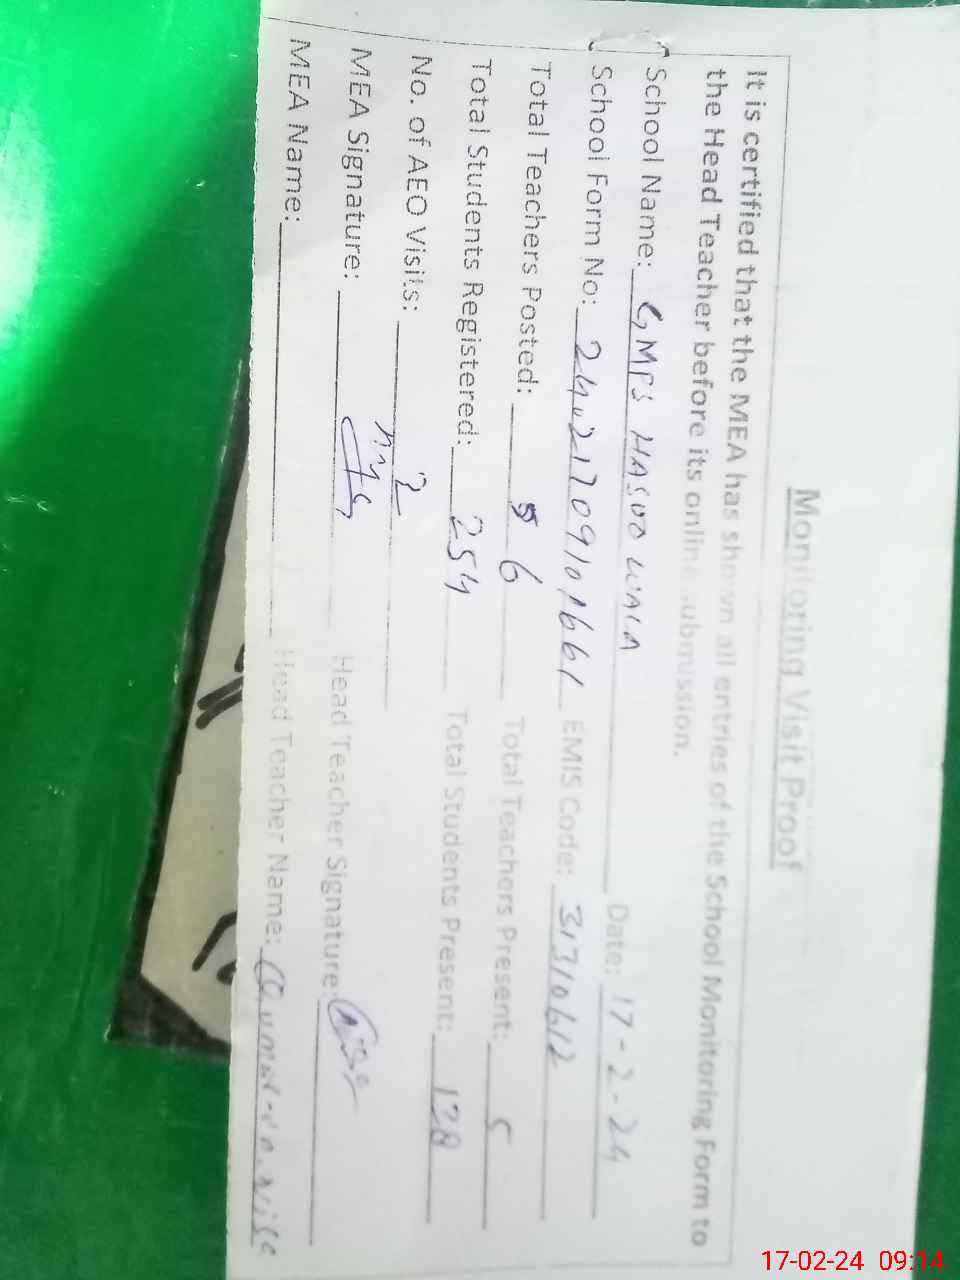 Monitoring Visit Proof
It is certified that the MEA has shown all entries of the School Monitoring Form to
the Head Teacher before its online submission.
School Name: GMPS HASOO WALA Date: 17-2-24
School Form No: EMIS Code: 31310612
Total Teachers Posted: 6 Total Teachers Present: 5
Total Students Registered: 254 Total Students Present: 128
No. of AEO Visits: 2
MEA Signature: Head Teacher Signature:
MEA Name: Head Teacher Name:
17-02-24 09:14